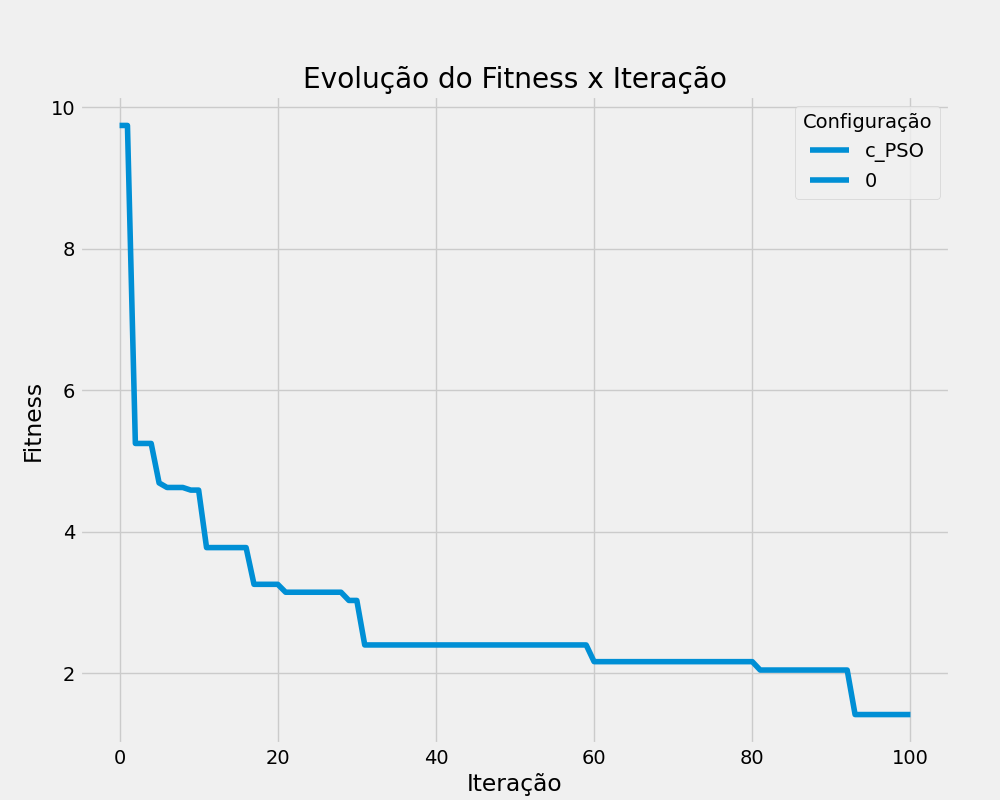 Evolução do Fitness x Iteração
Configuração
c_PSO
0
Fitness
10
8
6
4
2
0 20 40 60 80 100
Iteração